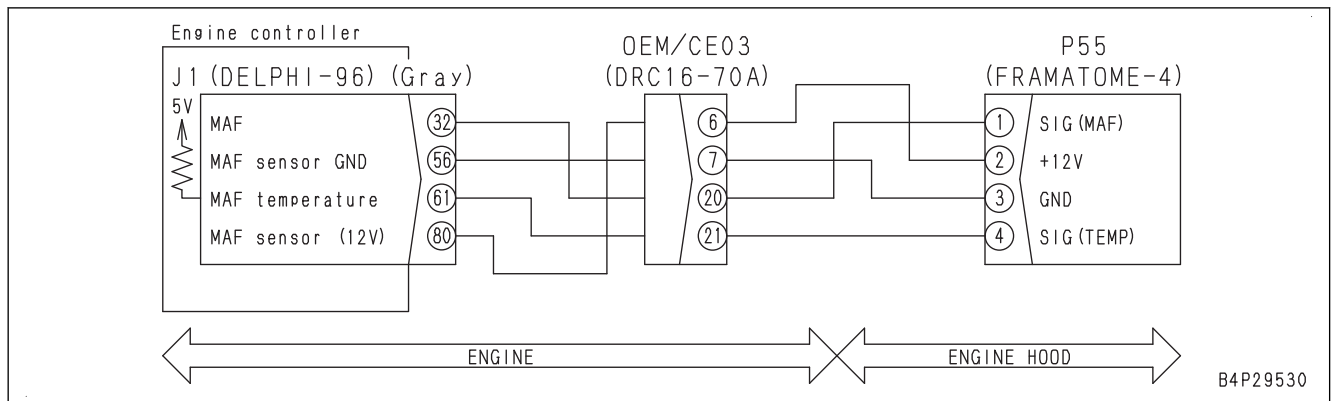 Engine controller
J1 (DELPHI-96) (Gray)
OEM/CE03
(DRC16-70A)
P55
(FRAMATOME-4)
5V
MAF 32 6 1 SIG(MAF)
MAF sensor GND 56 7 2 +12V
MAF temperature 61 20 3 GND
MAF sensor (12V) 80 21 4 SIG(TEMP)
ENGINE ENGINE HOOD
B4P29530